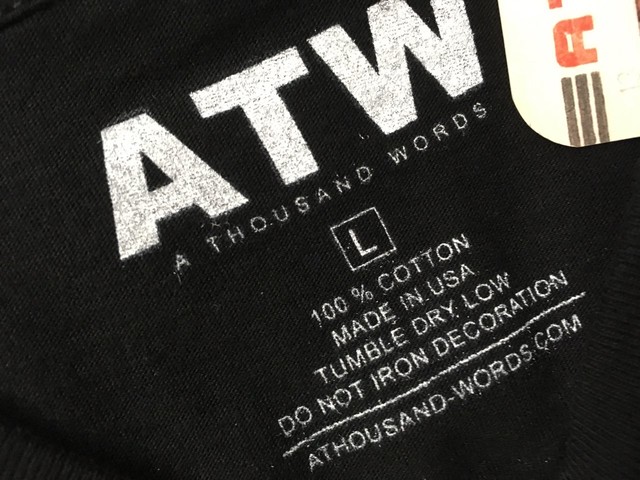 ATW
A THOUSAND WORDS
L
100 % COTTON
MADE IN USA
TUMBLE DRY LOW
DO NOT IRON DECORATION
ATHOUSAND-WORDS.COM